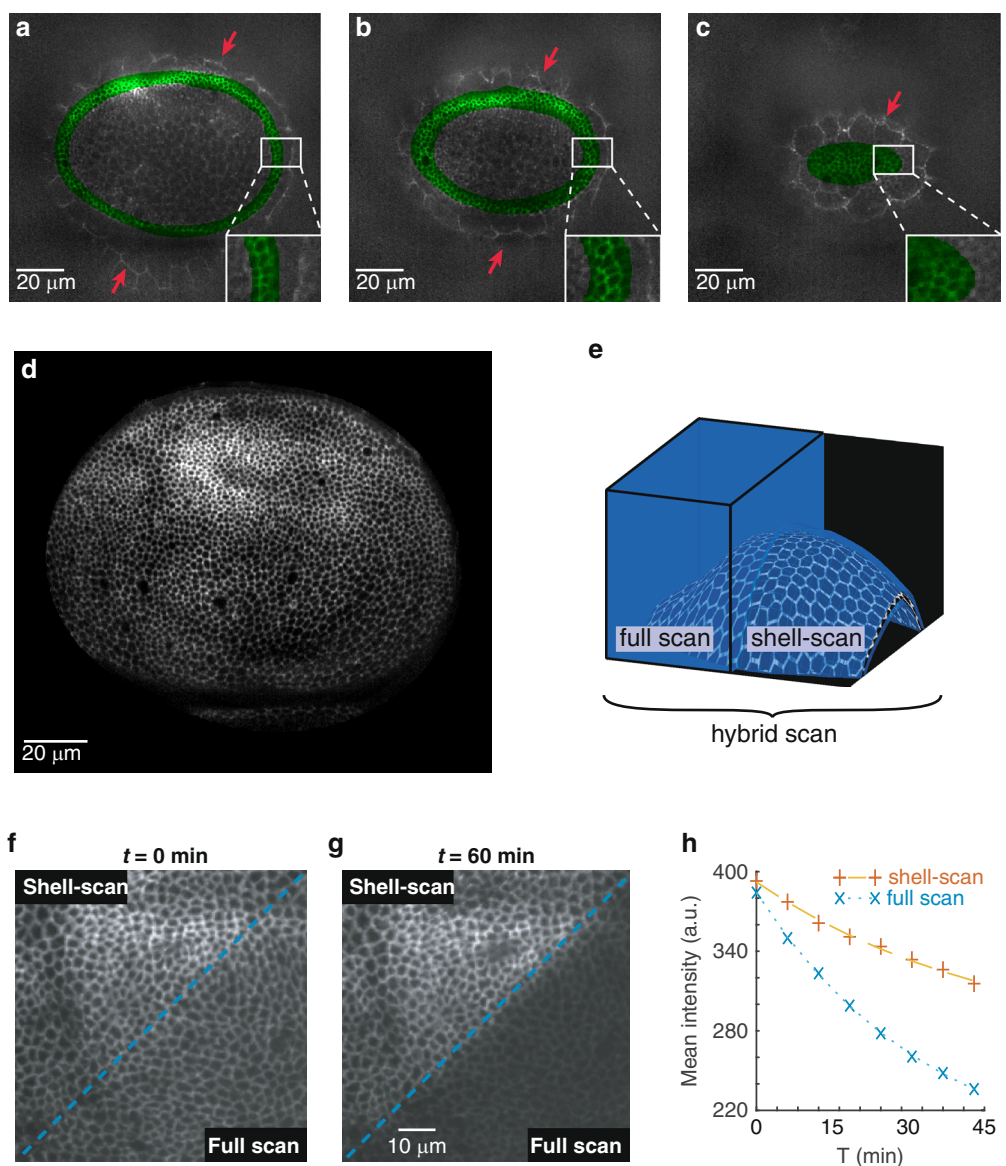 a
20 μm
b
20 μm
c
20 μm
d
20 μm
e
full scan
shell-scan
hybrid scan
f
t = 0 min
Shell-scan
Full scan
g
t = 60 min
Shell-scan
10 μm
Full scan
h
400
340
280
220
Mean intensity (a.u.)
shell-scan
full scan
0 15 30 45
T (min)